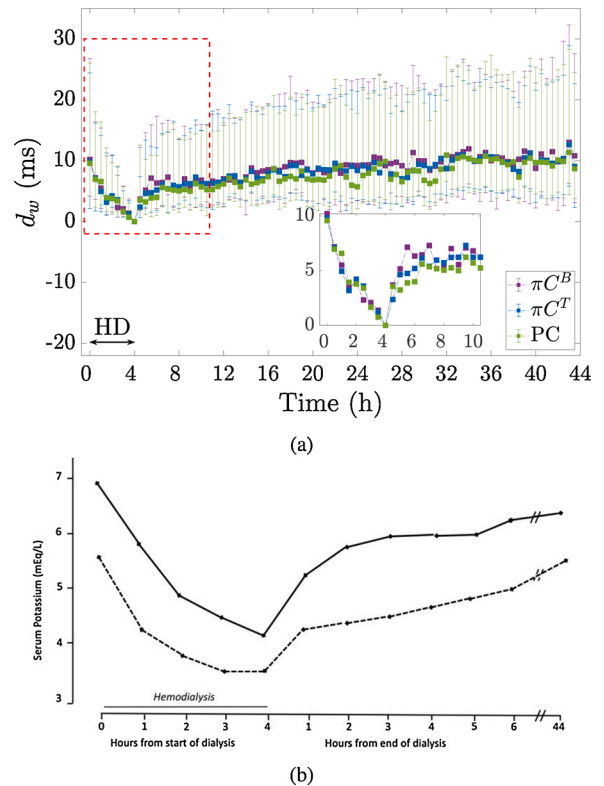 30
20
10
0
-10
-20
d_w (ms)
HD
10
5
0
0 2 4 6 8 10
πC^B
πC^T
PC
0 4 8 12 16 20 24 28 32 36 40 44
Time (h)
(a)
7
6
5
4
3
Serum Potassium (mEq/L)
Hemodialysis
0 1 2 3 4 1 2 3 4 5 6 44
Hours from start of dialysis Hours from end of dialysis
(b)